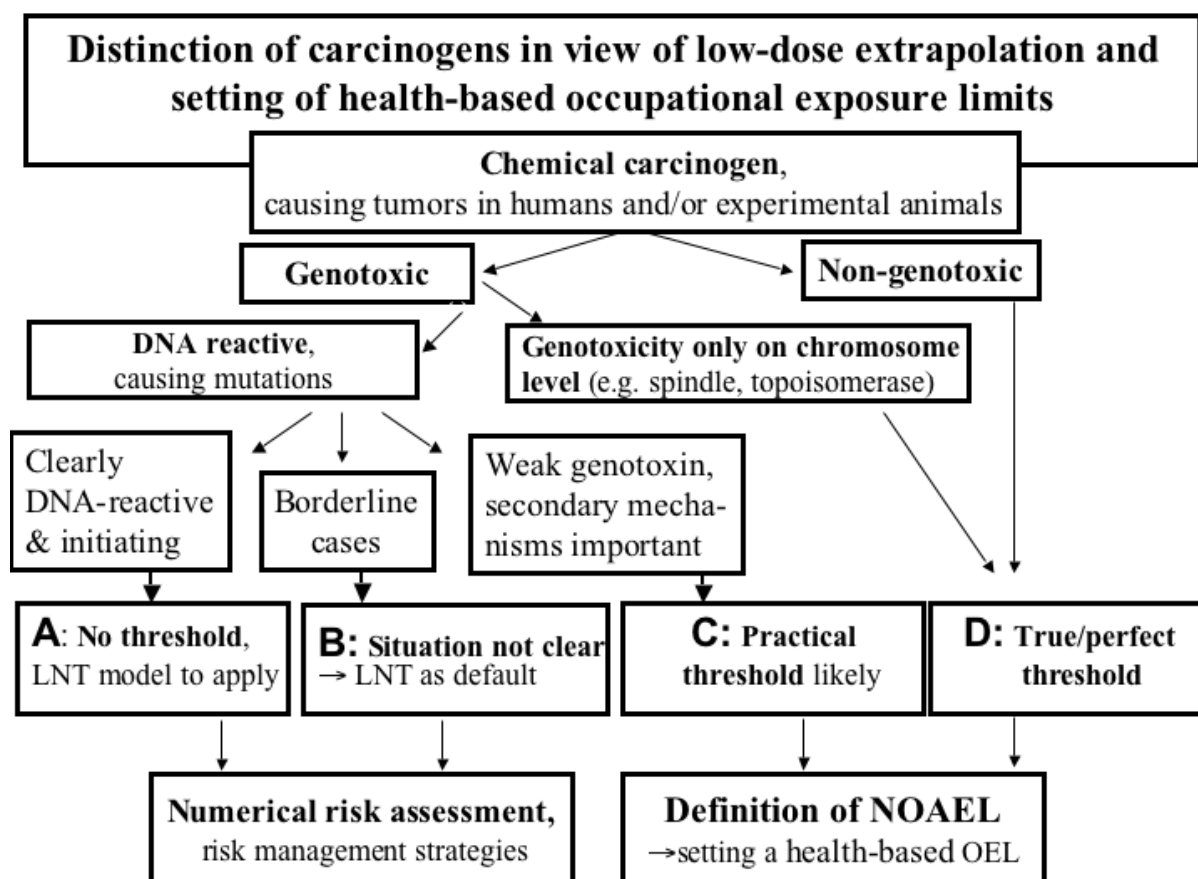 Distinction of carcinogens in view of low-dose extrapolation and
setting of health-based occupational exposure limits
Chemical carcinogen,
causing tumors in humans and/or experimental animals
Genotoxic
Non-genotoxic
DNA reactive,
causing mutations
Genotoxicity only on chromosome
level (e.g. spindle, topoisomerase)
Clearly
DNA-reactive
& initiating
Borderline
cases
Weak genotoxin,
secondary mecha-
nisms important
A: No threshold,
LNT model to apply
B: Situation not clear
→ LNT as default
C: Practical
threshold likely
D: True/perfect
threshold
Numerical risk assessment,
risk management strategies
Definition of NOAEL
→setting a health-based OEL